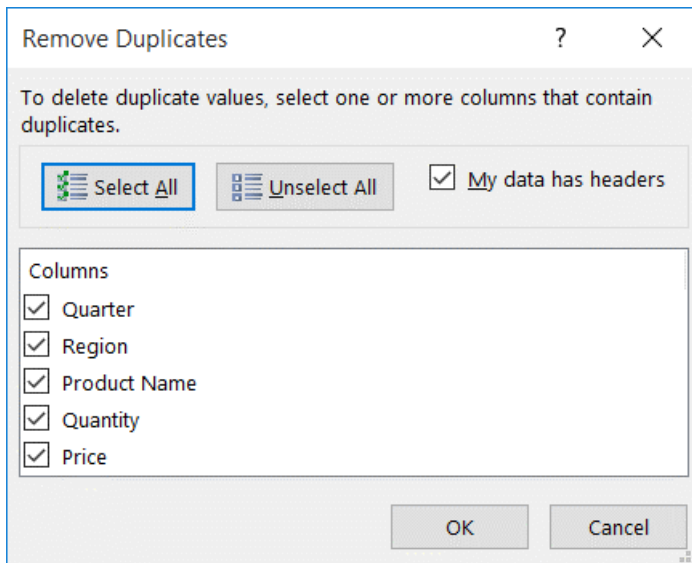 Remove Duplicates ?
To delete duplicate values, select one or more columns that contain
duplicates.
Select All Unselect All My data has headers
Columns
Quarter
Region
Product Name
Quantity
Price
OK Cancel